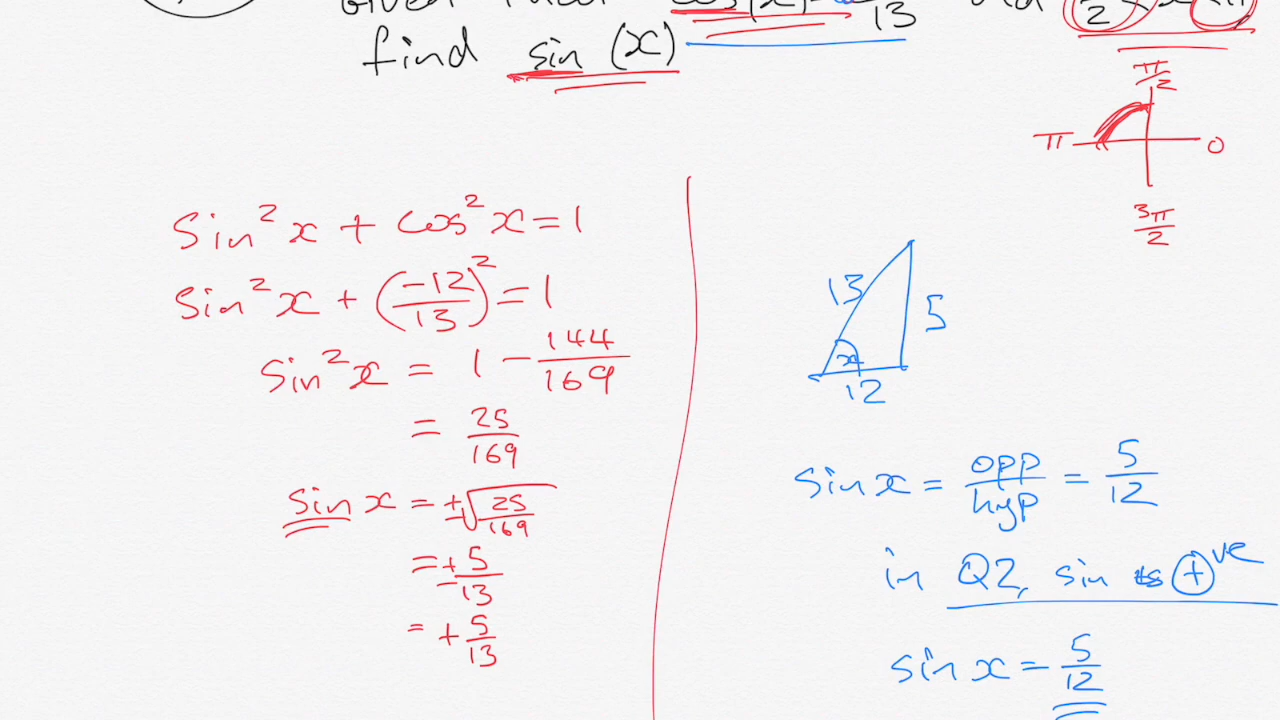 13
find sin (x)
π/2
π 0
3π/2
sin²x + cos²x = 1
sin²x + (-12/13)² = 1
sin²x = 1 - 144/169
= 25/169
sin x = ±√25/169
= ±5/13
= +5/13
13
5
x
12
sin x = opp/hyp = 5/12
in Q2, sin is +ve
sin x = 5/12